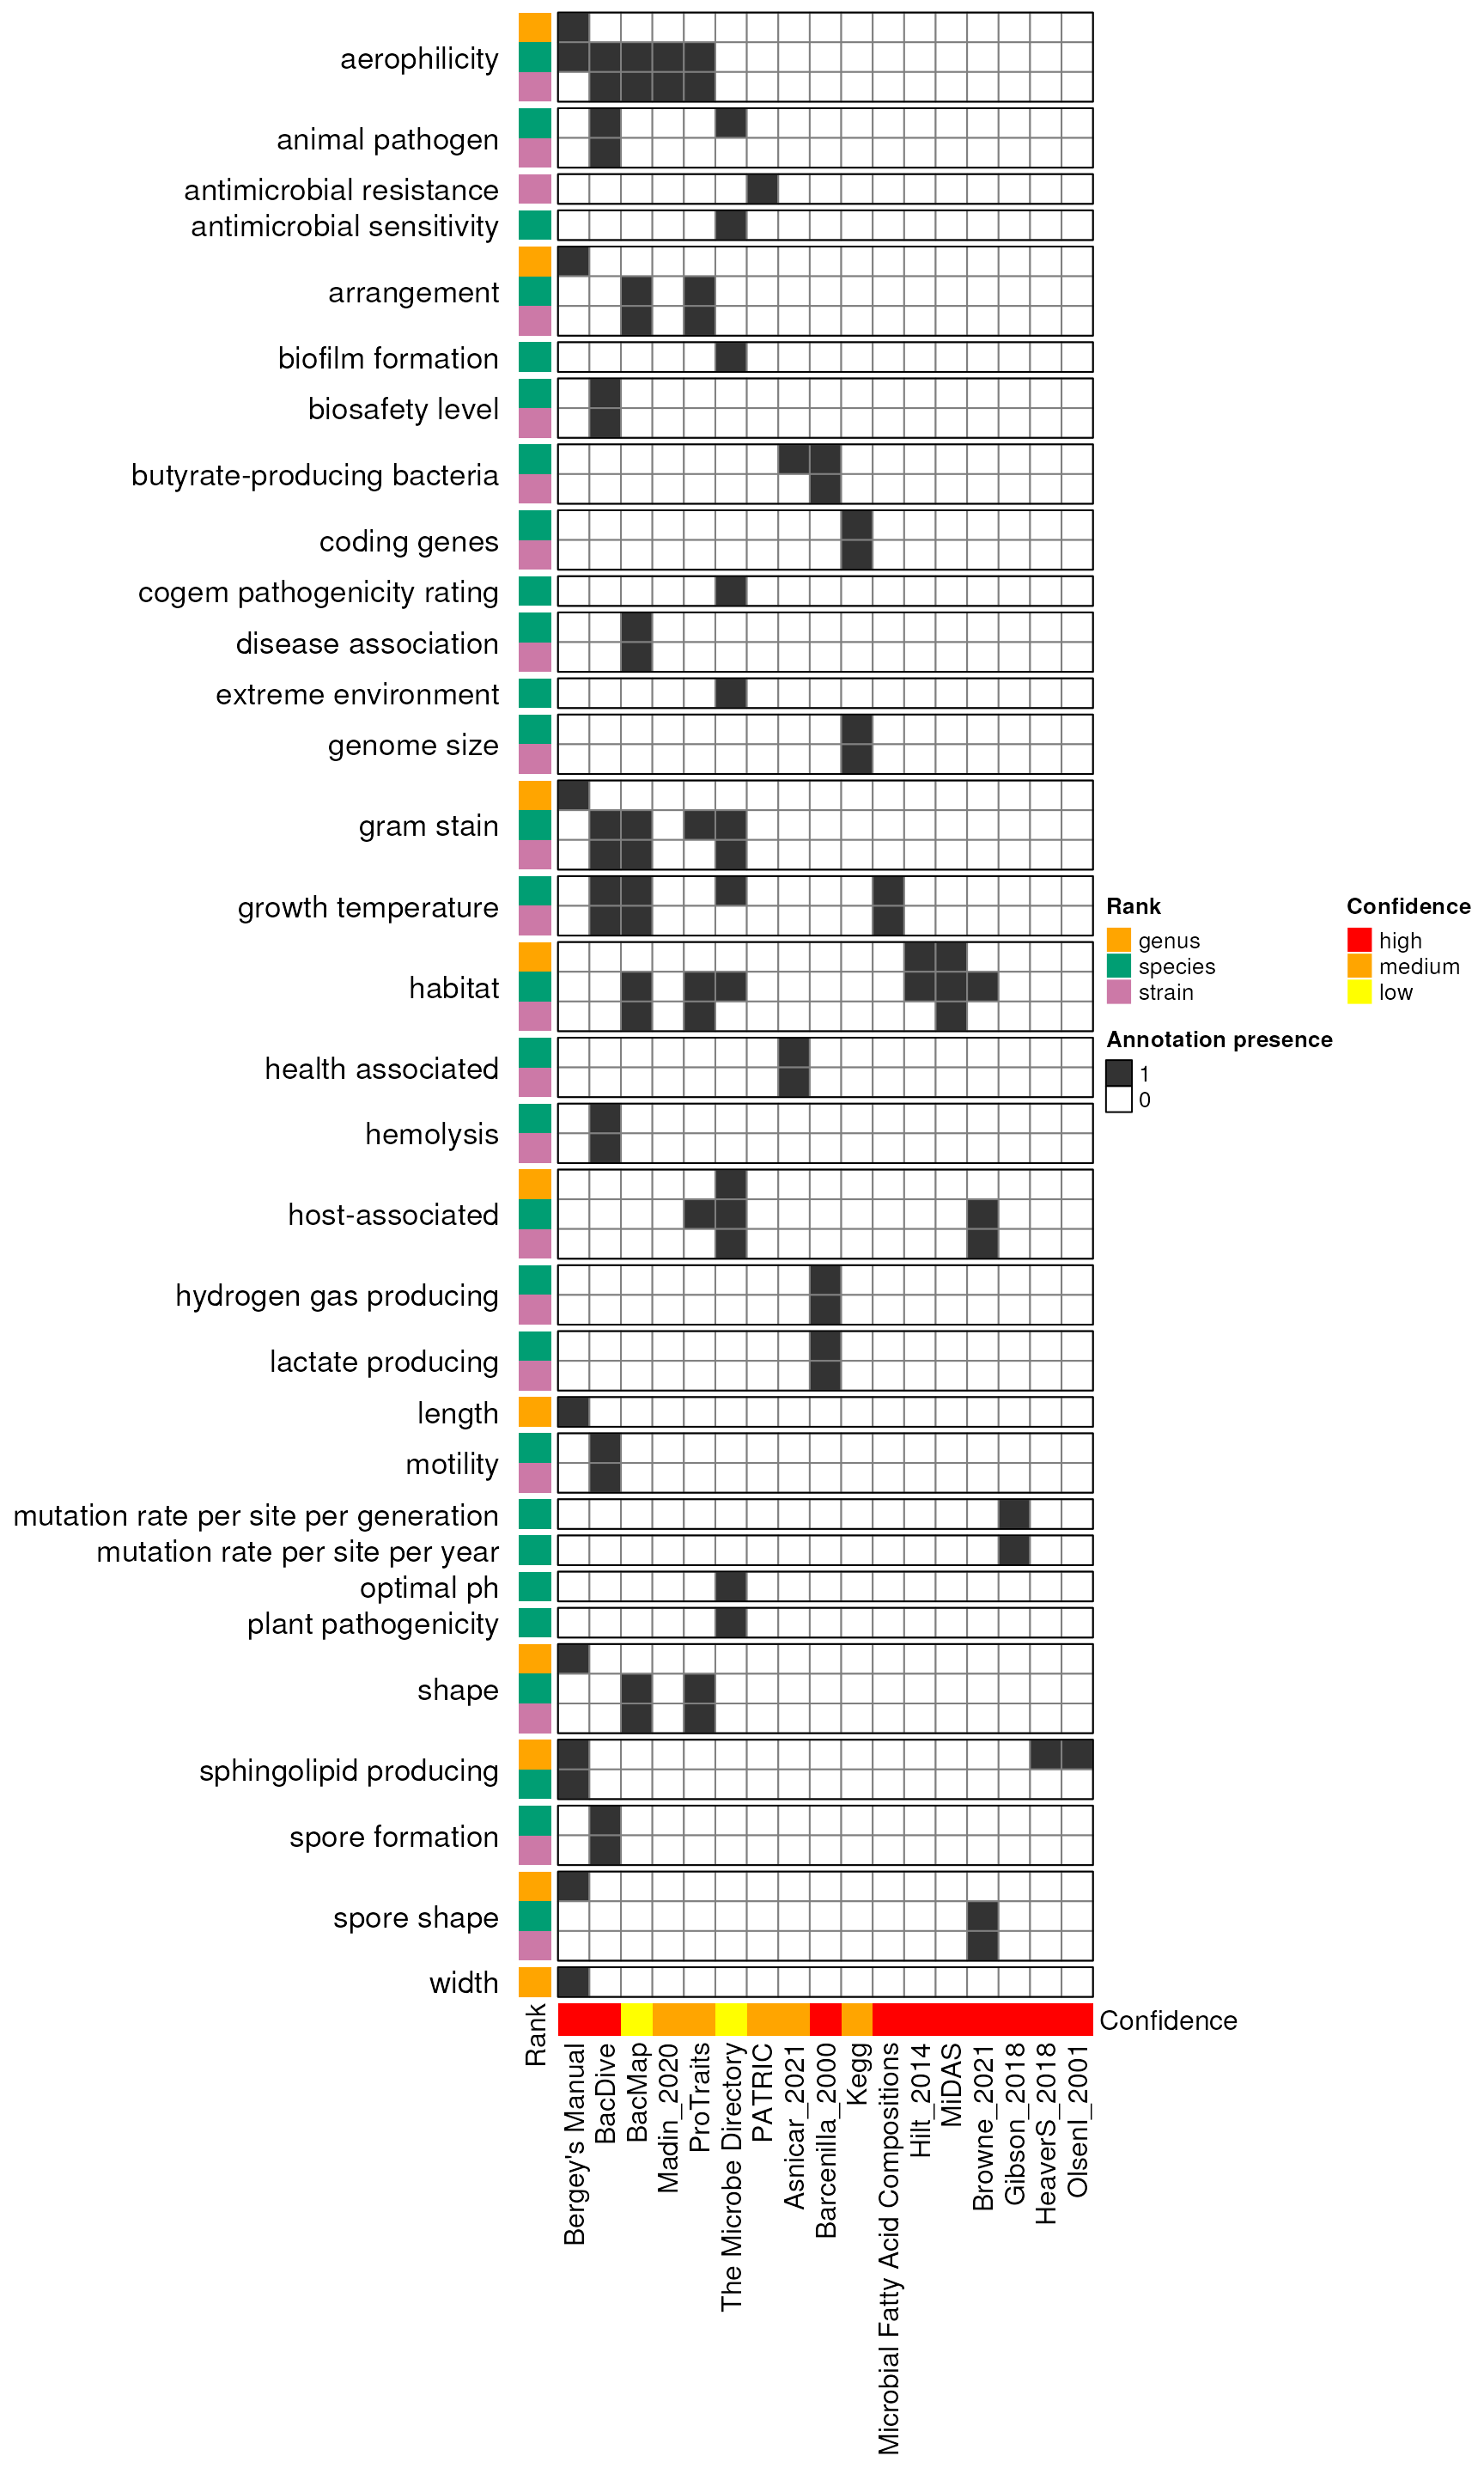 aerophilicity
animal pathogen
antimicrobial resistance
antimicrobial sensitivity
arrangement
biofilm formation
biosafety level
butyrate-producing bacteria
coding genes
cogem pathogenicity rating
disease association
extreme environment
genome size
gram stain
growth temperature
habitat
health associated
hemolysis
host-associated
hydrogen gas producing
lactate producing
length
motility
mutation rate per site per generation
mutation rate per site per year
optimal ph
plant pathogenicity
shape
sphingolipid producing
spore formation
spore shape
width
Rank
genus
species
strain
Confidence
high
medium
low
Annotation presence
1
0
Confidence
Rank
Bergey's Manual
BacDive
BacMap
Madin_2020
ProTraits
The Microbe Directory
PATRIC
Asnicar_2021
Barcenilla_2000
Kegg
Microbial Fatty Acid Compositions
Hilt_2014
MiDAS
Browne_2021
Gibson_2018
HeaverS_2018
OlsenI_2001